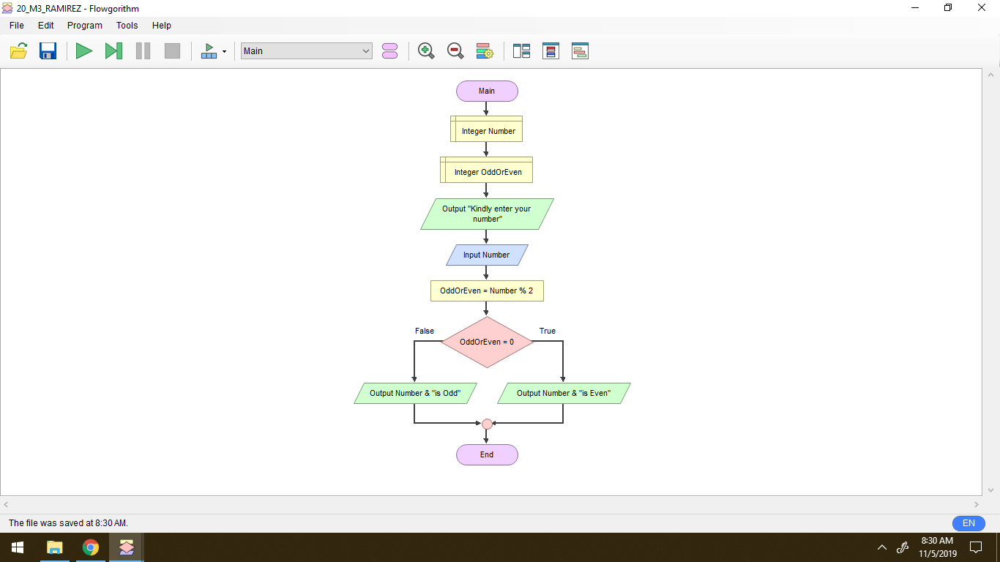 20_M3_RAMIREZ - Flowgorithm
File Edit Program Tools Help
Main
Main
Integer Number
Integer OddOrEven
Output "Kindly enter your
number"
Input Number
OddOrEven = Number % 2
False
True
OddOrEven = 0
Output Number & "is Odd"
Output Number & "is Even"
End
The file was saved at 8:30 AM.
EN
8:30 AM
11/5/2019